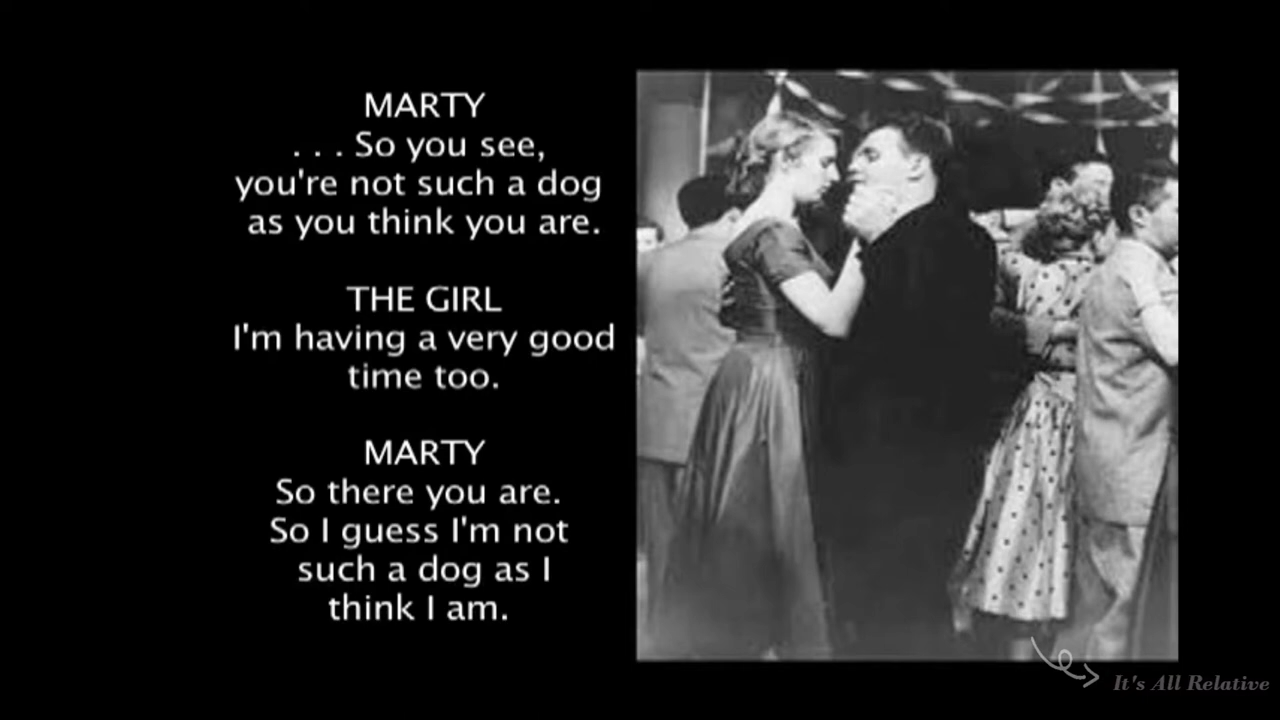 MARTY
. . . So you see,
you're not such a dog
as you think you are.
THE GIRL
I'm having a very good
time too.
MARTY
So there you are.
So I guess I'm not
such a dog as I
think I am.
It's All Relative